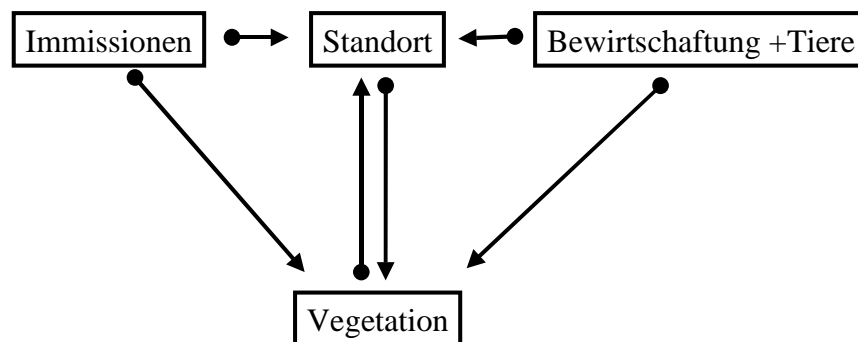 Immissionen
Standort
Bewirtschaftung +Tiere
Vegetation